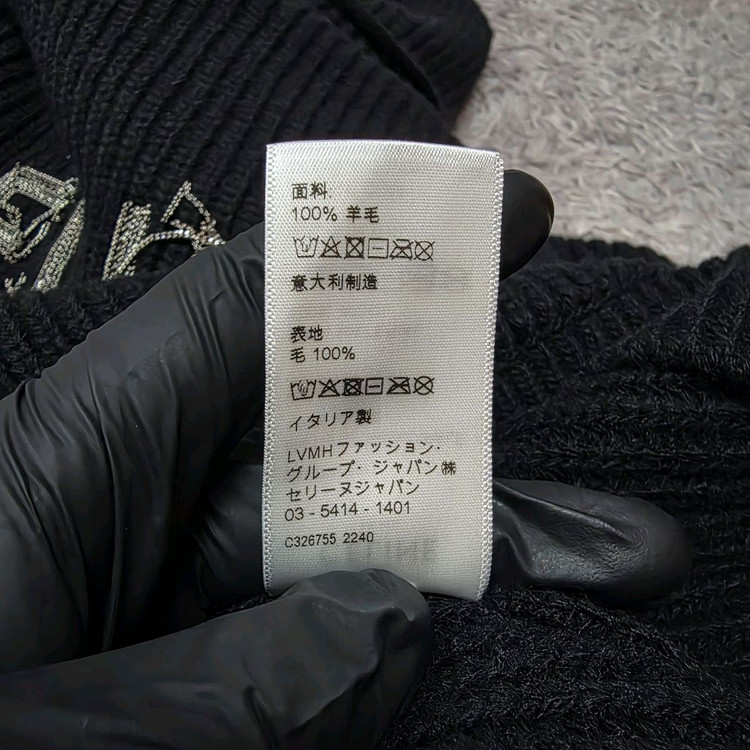 面料
100% 羊毛
意大利制造
表地
毛 100%
イタリア製
LVMHファッション・
グループ・ジャパン㈱
セリーヌジャパン
03 - 5414 - 1401
C326755 2240